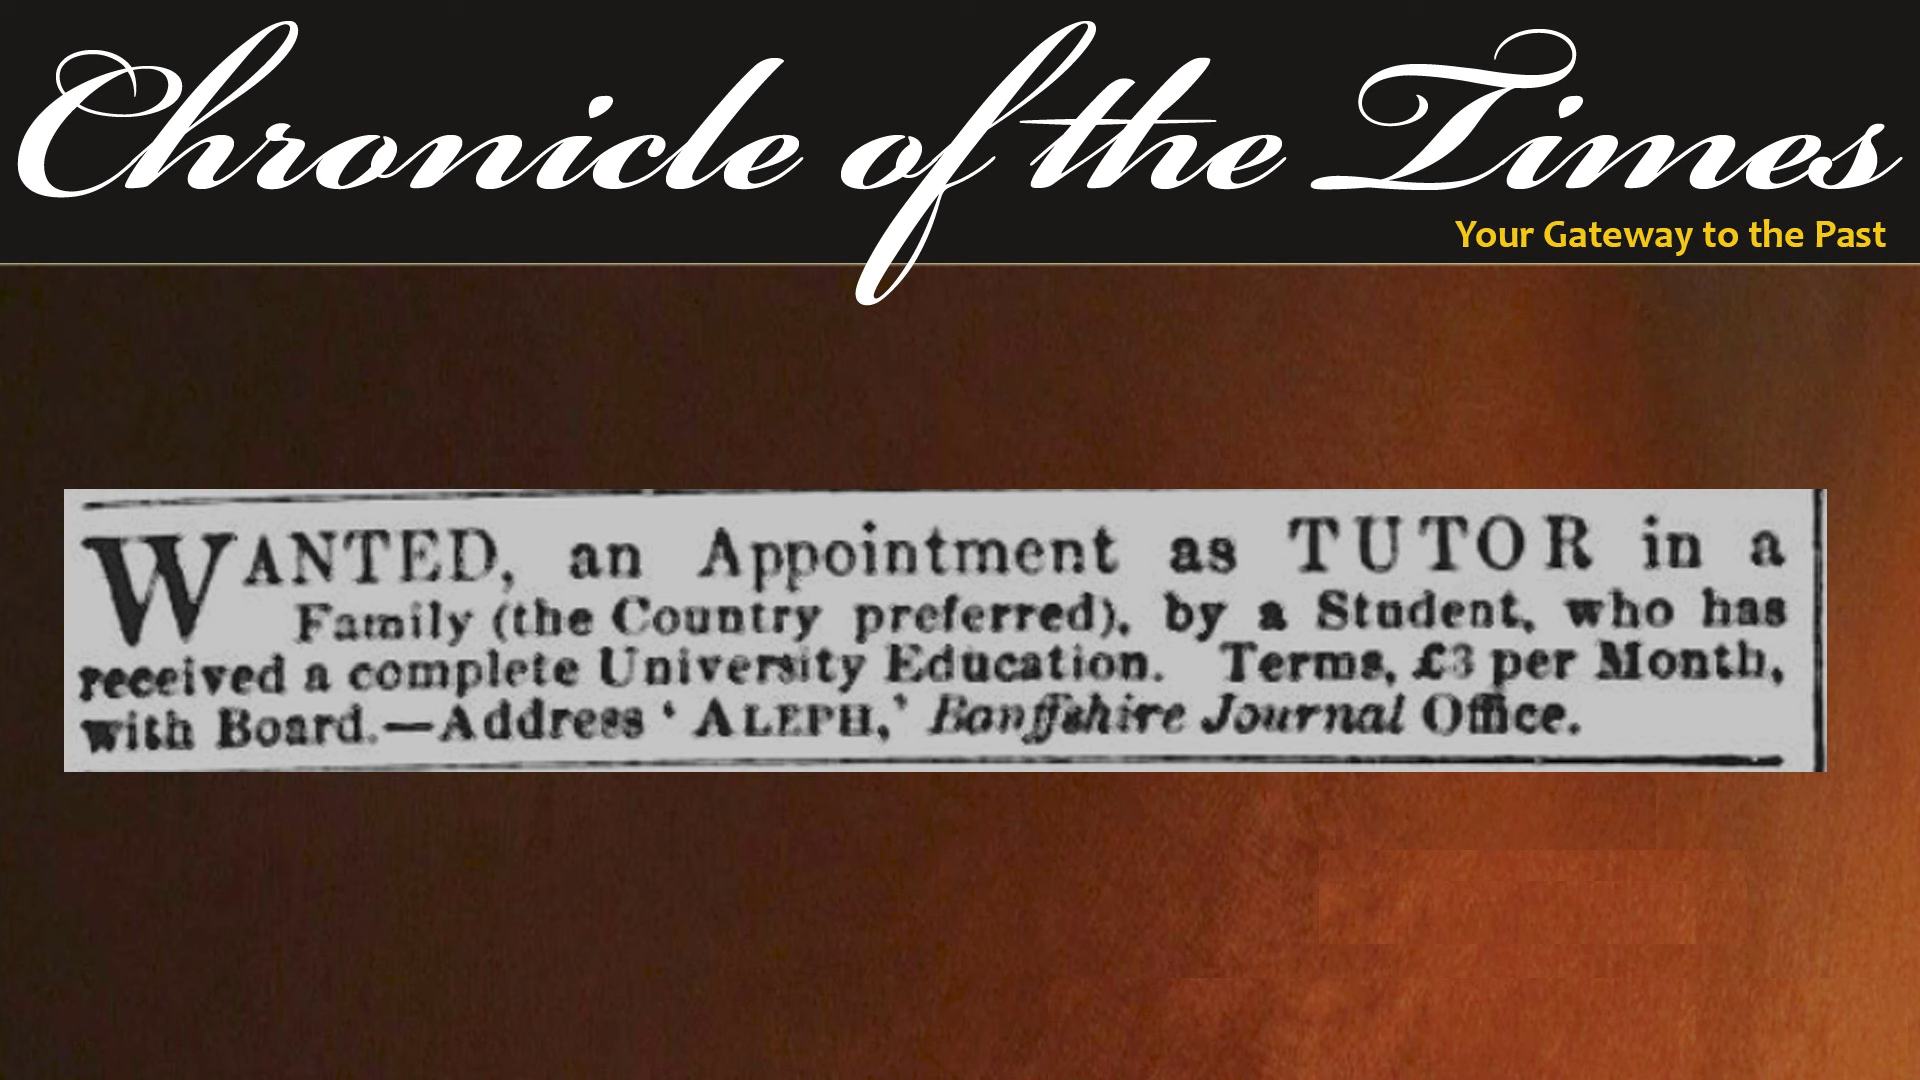 Chronicle of the Times
Your Gateway to the Past
WANTED, an Appointment as TUTOR in a
Family (the Country preferred), by a Student, who has
received a complete University Education. Terms, £3 per Month,
with Board.—Address ‘ ALEPH,’ Banffshire Journal Office.